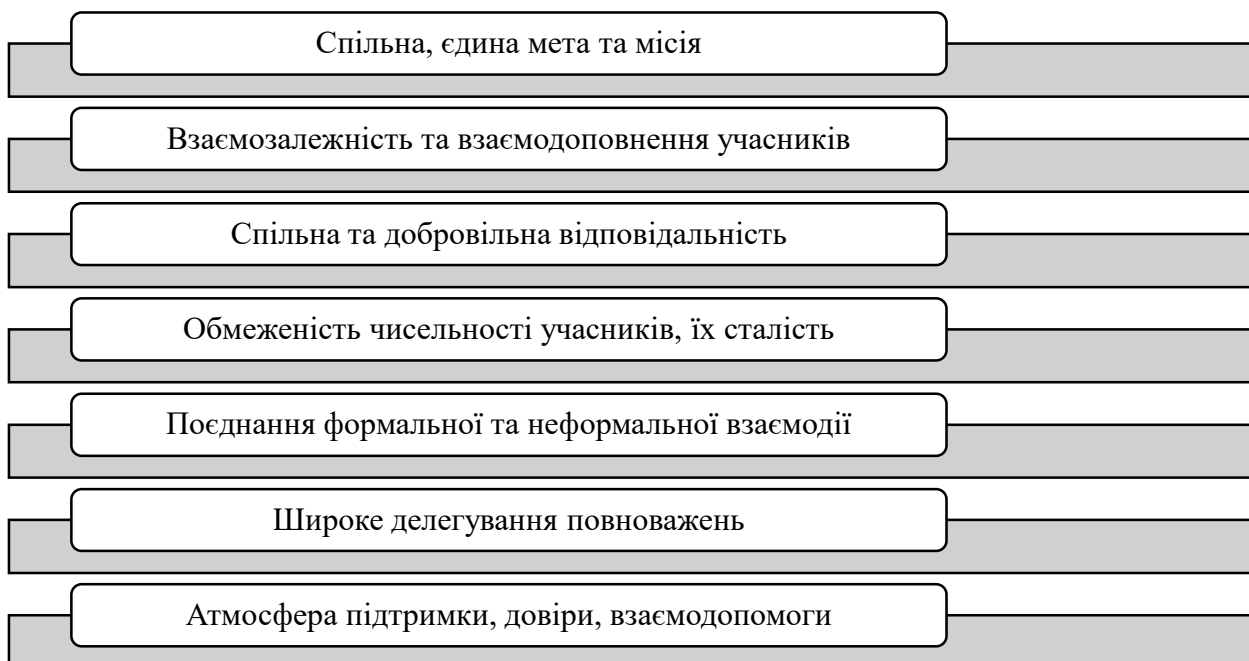 Спільна, єдина мета та місія
Взаємозалежність та взаємодоповнення учасників
Спільна та добровільна відповідальність
Обмеженість чисельності учасників, їх сталість
Поєднання формальної та неформальної взаємодії
Широке делегування повноважень
Атмосфера підтримки, довіри, взаємодопомоги